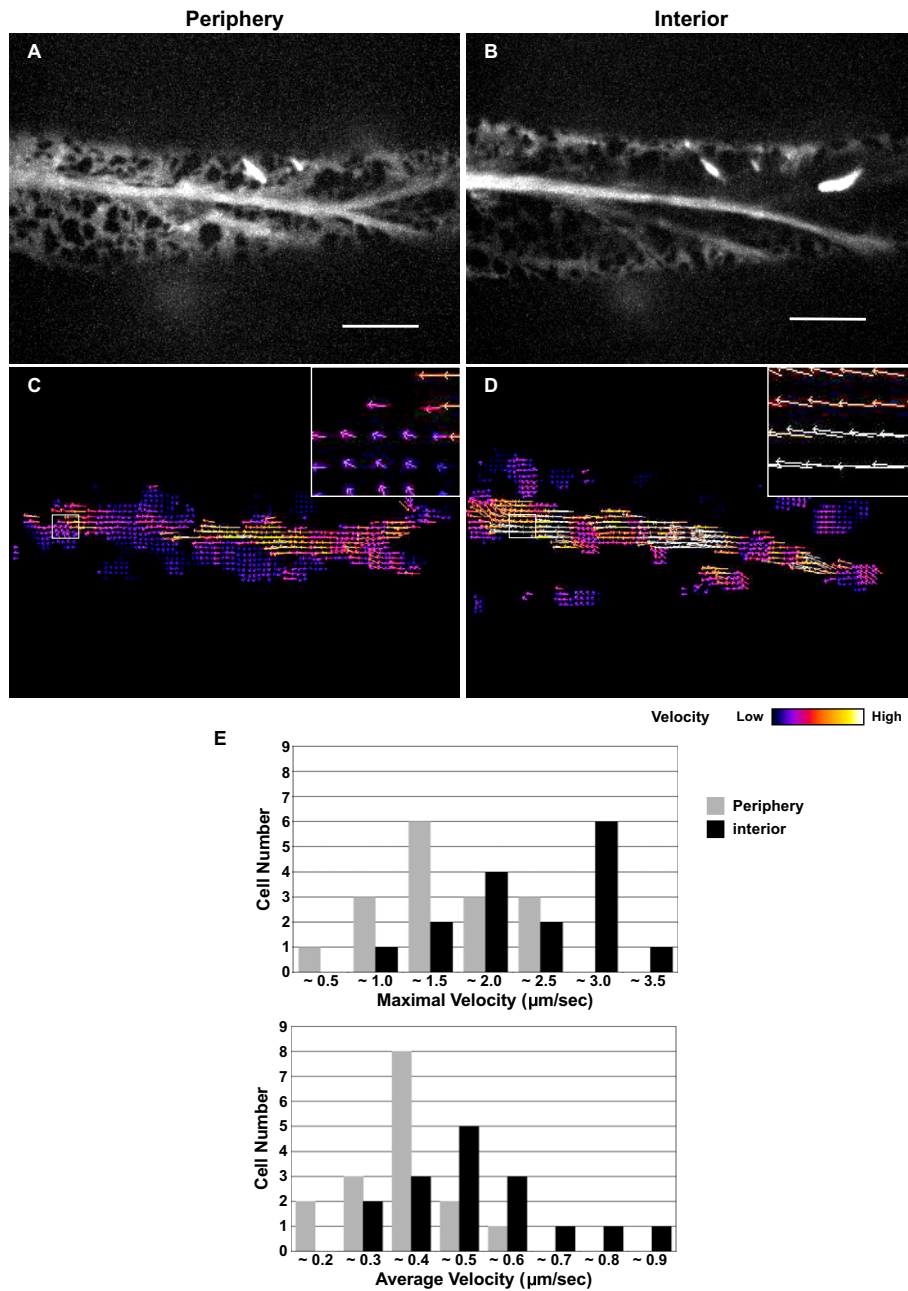 Periphery Interior
A B
C D
Velocity Low High
E
9
8
7
6
5
4
3
2
1
0
Cell Number
~ 0.5 ~ 1.0 ~ 1.5 ~ 2.0 ~ 2.5 ~ 3.0 ~ 3.5
Maximal Velocity (µm/sec)
Periphery
interior
9
8
7
6
5
4
3
2
1
0
Cell Number
~ 0.2 ~ 0.3 ~ 0.4 ~ 0.5 ~ 0.6 ~ 0.7 ~ 0.8 ~ 0.9
Average Velocity (µm/sec)